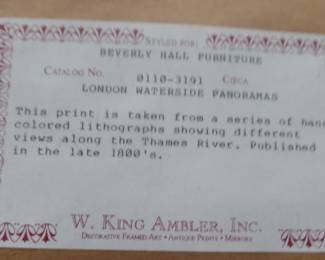 STYLED FOR:
BEVERLY HALL FURNITURE
CATALOG NO. 0110-3191 CIRCA
LONDON WATERSIDE PANORAMAS
This print is taken from a series of hand
colored lithographs showing different
views along the Thames River. Published
in the late 1800's.
W. KING AMBLER, INC.
DECORATIVE FRAMED ART • ANTIQUE PRINTS • MIRRORS